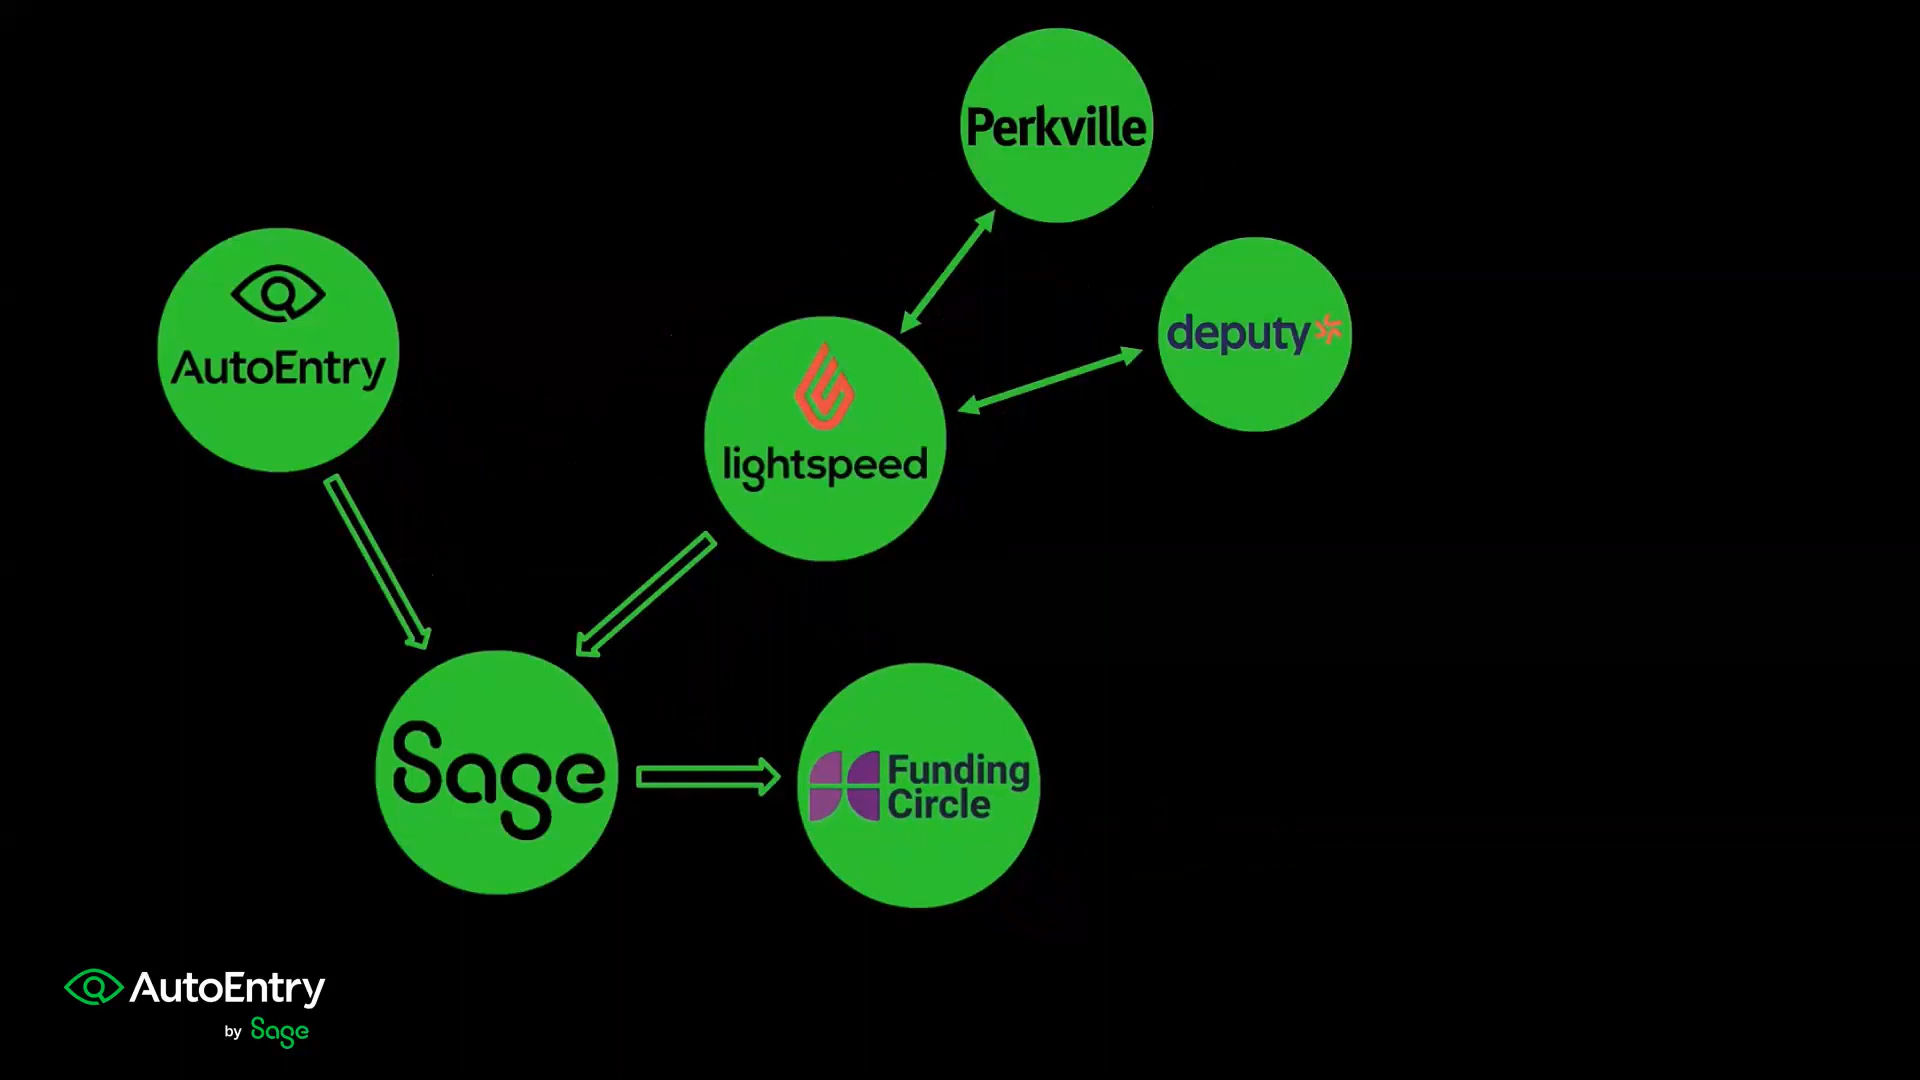 Perkville
AutoEntry
deputy
lightspeed
Sage
Funding
Circle
AutoEntry
by Sage